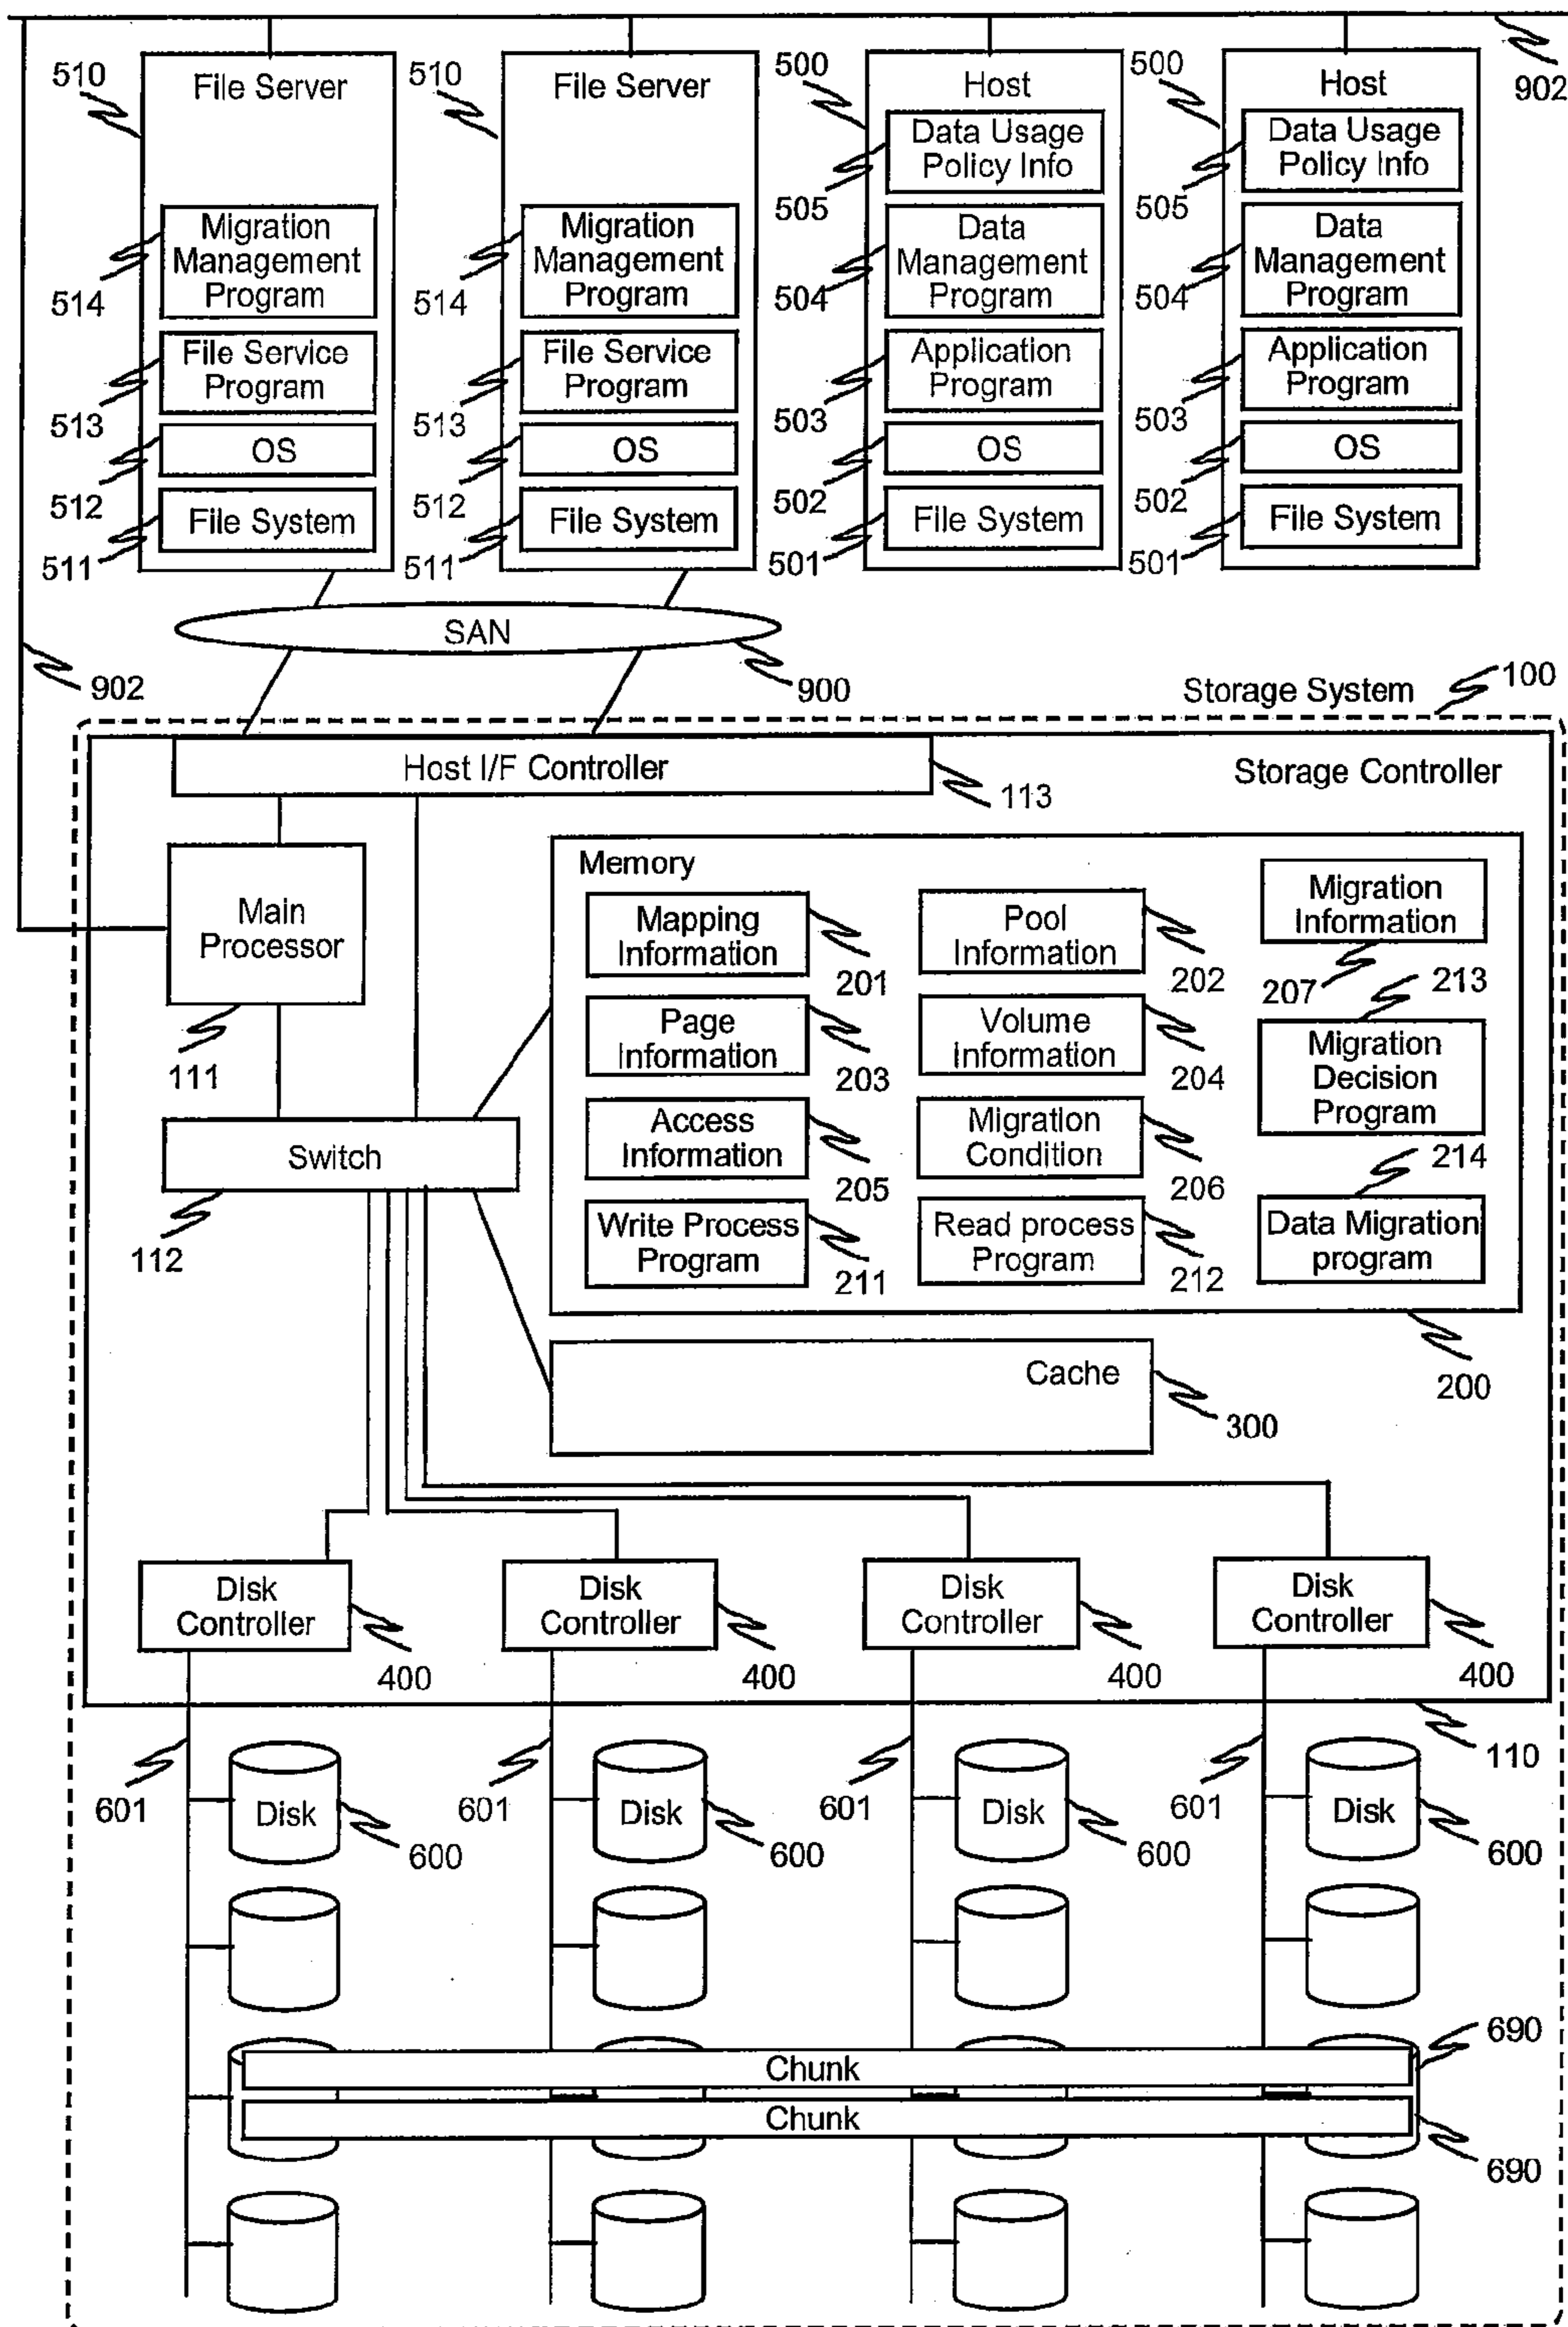 902
510
File Server
Migration
Management
Program
514
File Service
Program
513
OS
512
File System
511
510
File Server
Migration
Management
Program
514
File Service
Program
513
OS
512
File System
511
500
Host
Data Usage
Policy Info
505
Data
Management
Program
504
Application
Program
503
OS
502
File System
501
500
Host
Data Usage
Policy Info
505
Data
Management
Program
504
Application
Program
503
OS
502
File System
501
SAN
900
902
Storage System
100
Host I/F Controller
113
Storage Controller
Main
Processor
111
Switch
112
Memory
Mapping
Information
201
Pool
Information
202
Migration
Information
207
Page
Information
203
Volume
Information
204
213
Migration
Decision
Program
Access
Information
205
Migration
Condition
206
214
Write Process
Program
211
Read process
Program
212
Data Migration
program
200
Cache
300
Disk
Controller
400
Disk
Controller
400
Disk
Controller
400
Disk
Controller
400
110
601
Disk
600
601
Disk
600
601
Disk
600
601
Disk
600
Chunk
690
Chunk
690